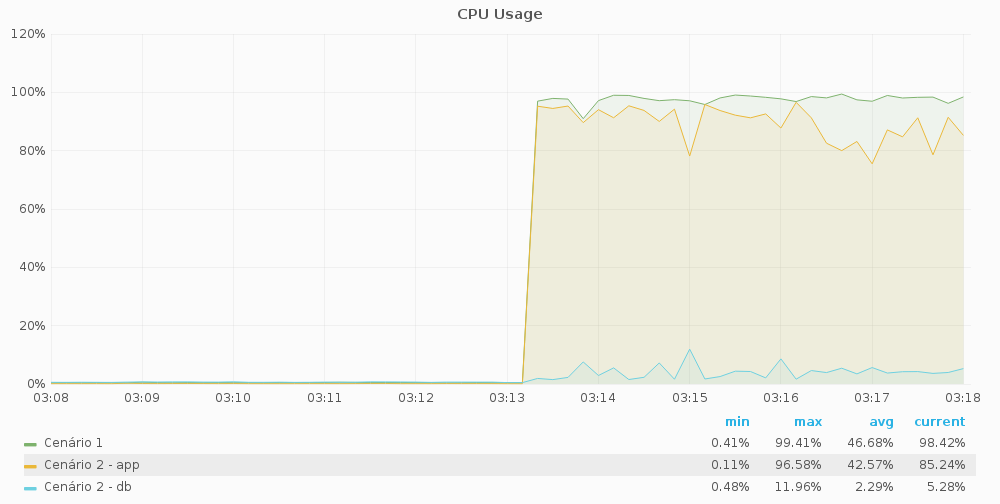 CPU Usage
120%
100%
80%
60%
40%
20%
0%
03:08 03:09 03:10 03:11 03:12 03:13 03:14 03:15 03:16 03:17 03:18
min max avg current
Cenário 1 0.41% 99.41% 46.68% 98.42%
Cenário 2 - app 0.11% 96.58% 42.57% 85.24%
Cenário 2 - db 0.48% 11.96% 2.29% 5.28%